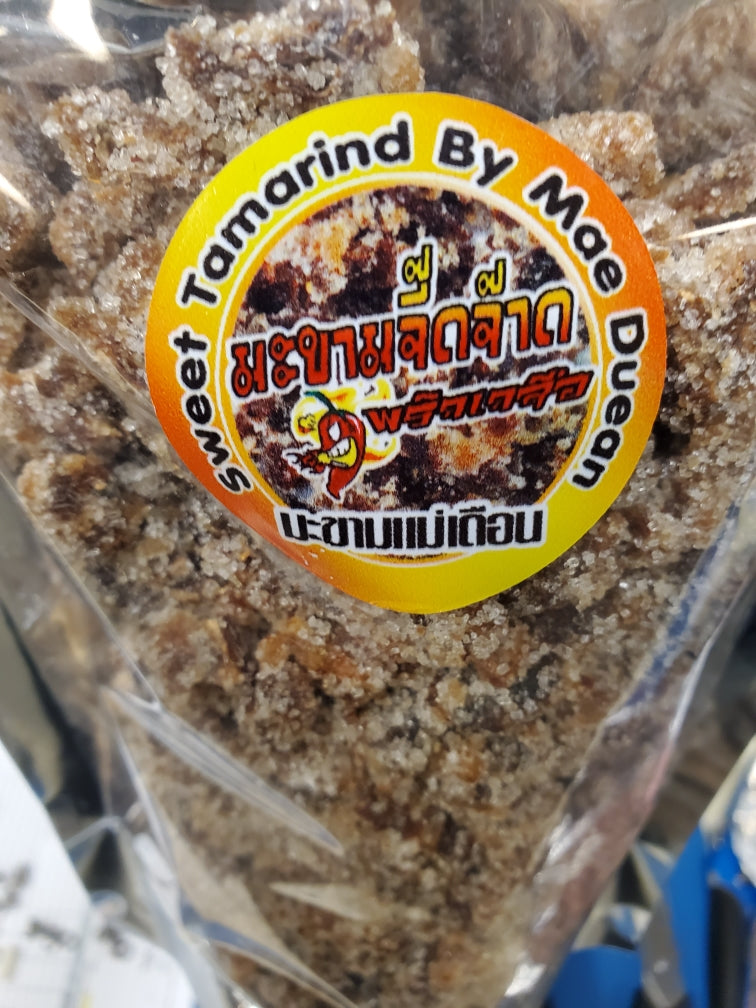 Sweet Tamarind By Mae Duean
มะขามจี๊ดจ๊าด
พริกเกลือ
มะขามแม่เดือน